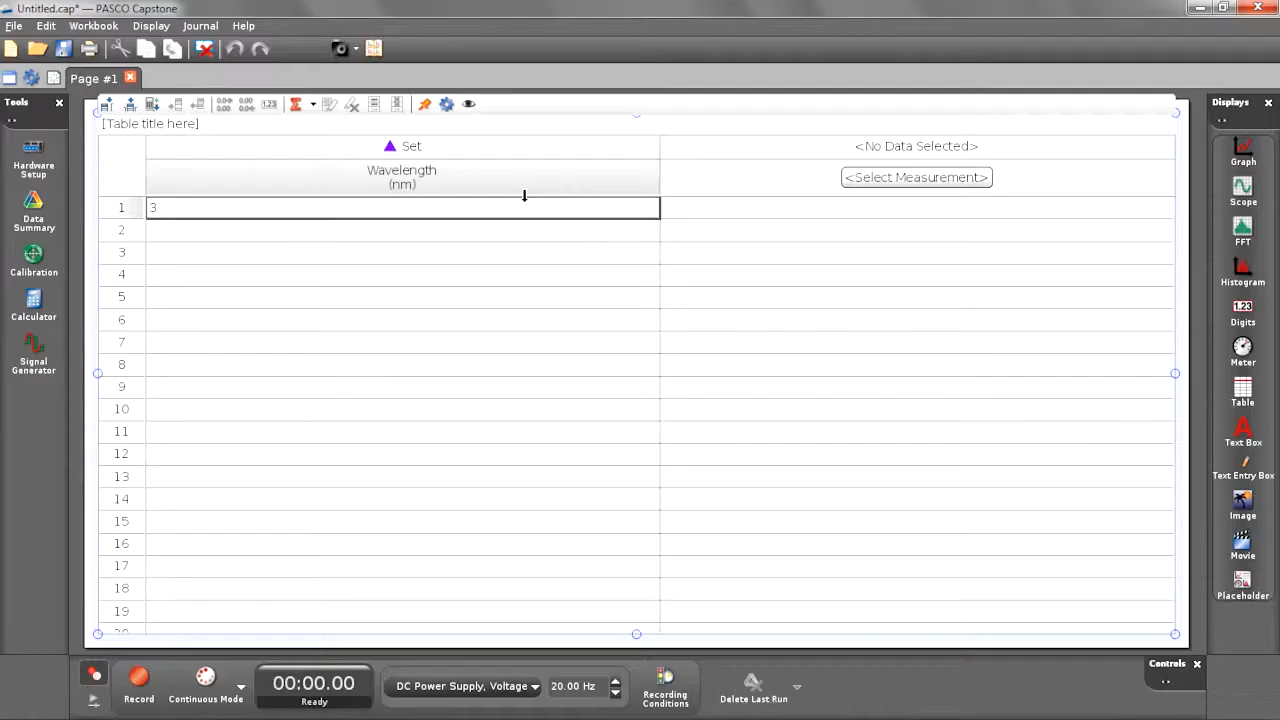 Untitled.cap* — PASCO Capstone
File Edit Workbook Display Journal Help
Page #1
Tools
Hardware
Setup
Data
Summary
Calibration
Calculator
Signal
Generator
[Table title here]
Set <No Data Selected>
Wavelength
(nm)
<Select Measurement>
1 3
2
3
4
5
6
7
8
9
10
11
12
13
14
15
16
17
18
19
20
Displays
Graph
Scope
FFT
Histogram
1.23
Digits
Meter
Table
Text Box
Text Entry Box
Image
Movie
Placeholder
Record
Continuous Mode
00:00.00
Ready
DC Power Supply, Voltage 20.00 Hz
Recording
Conditions
Delete Last Run
Controls